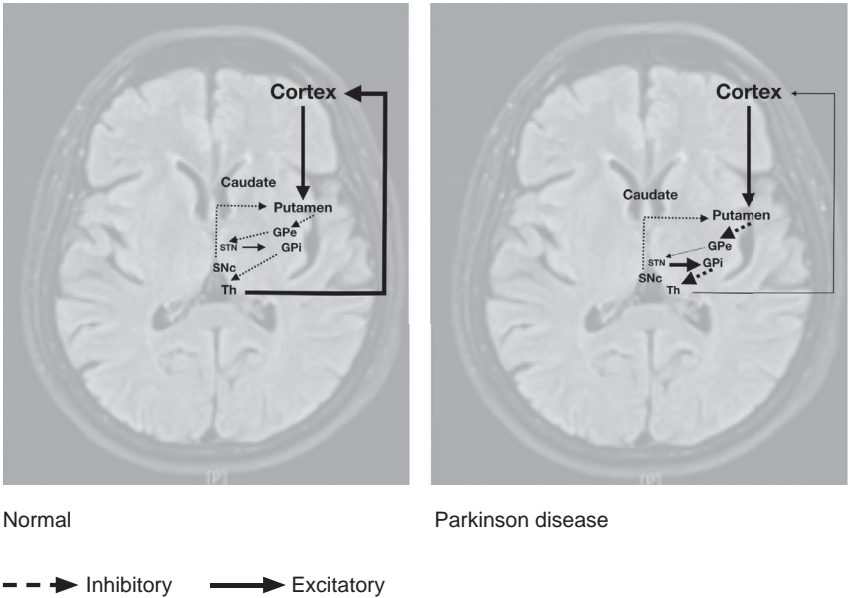 Cortex
Caudate
Putamen
GPe
STN
GPi
SNc
Th
[P]
Cortex
Caudate
Putamen
GPe
STN
GPi
SNc
Th
[P]
Normal
Parkinson disease
Inhibitory
Excitatory